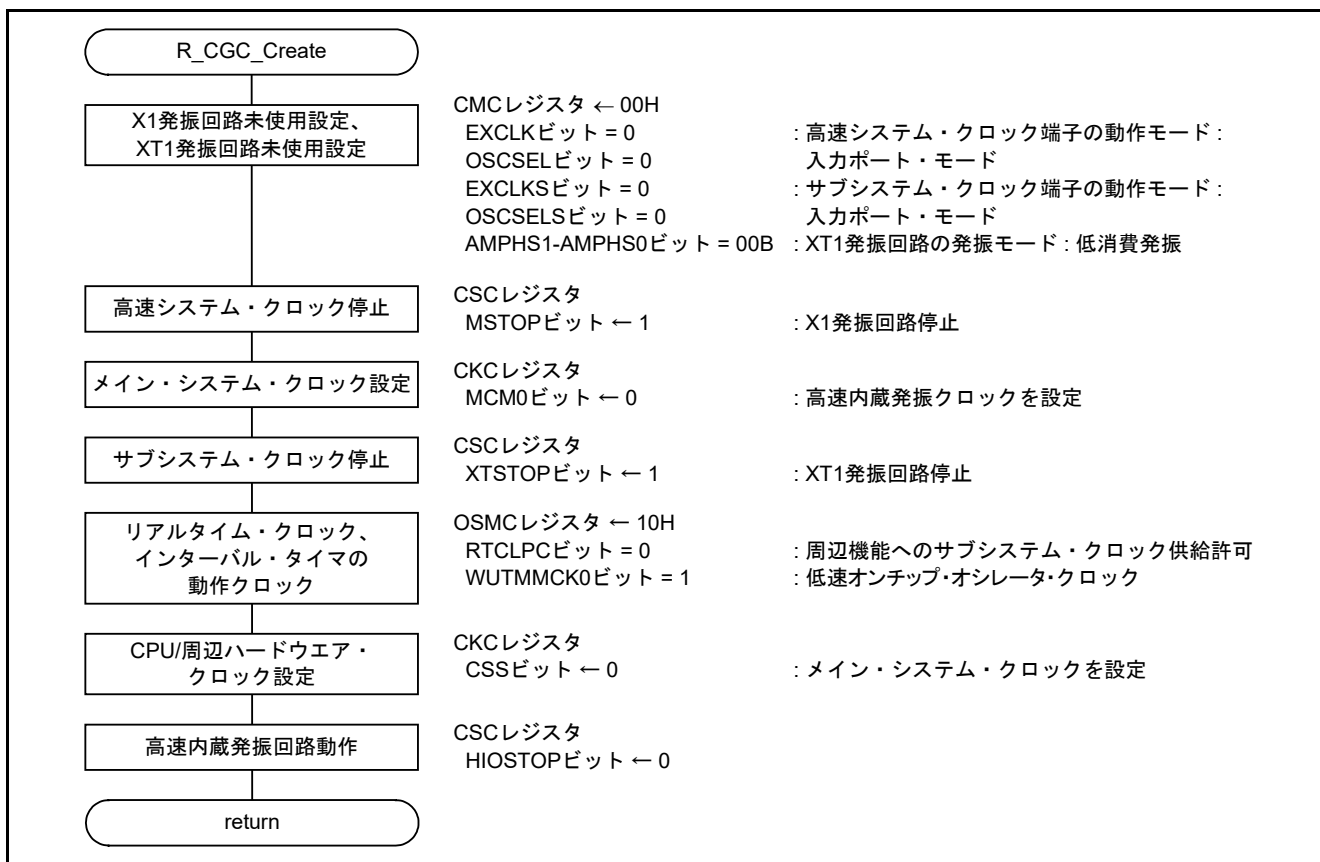 R_CGC_Create
X1発振回路未使用設定、
XT1発振回路未使用設定
CMCレジスタ ← 00H
EXCLKビット = 0 : 高速システム・クロック端子の動作モード :
OSCSELビット = 0 入力ポート・モード
EXCLKSビット = 0 : サブシステム・クロック端子の動作モード :
OSCSELSビット = 0 入力ポート・モード
AMPHS1-AMPHS0ビット = 00B : XT1発振回路の発振モード : 低消費発振
高速システム・クロック停止
CSCレジスタ
MSTOPビット ← 1 : X1発振回路停止
メイン・システム・クロック設定
CKCレジスタ
MCM0ビット ← 0 : 高速内蔵発振クロックを設定
サブシステム・クロック停止
CSCレジスタ
XTSTOPビット ← 1 : XT1発振回路停止
リアルタイム・クロック、
インターバル・タイマの
動作クロック
OSMCレジスタ ← 10H
RTCLPCビット = 0 : 周辺機能へのサブシステム・クロック供給許可
WUTMMCK0ビット = 1 : 低速オンチップ・オシレータ・クロック
CPU/周辺ハードウエア・
クロック設定
CKCレジスタ
CSSビット ← 0 : メイン・システム・クロックを設定
高速内蔵発振回路動作
CSCレジスタ
HIOSTOPビット ← 0
return